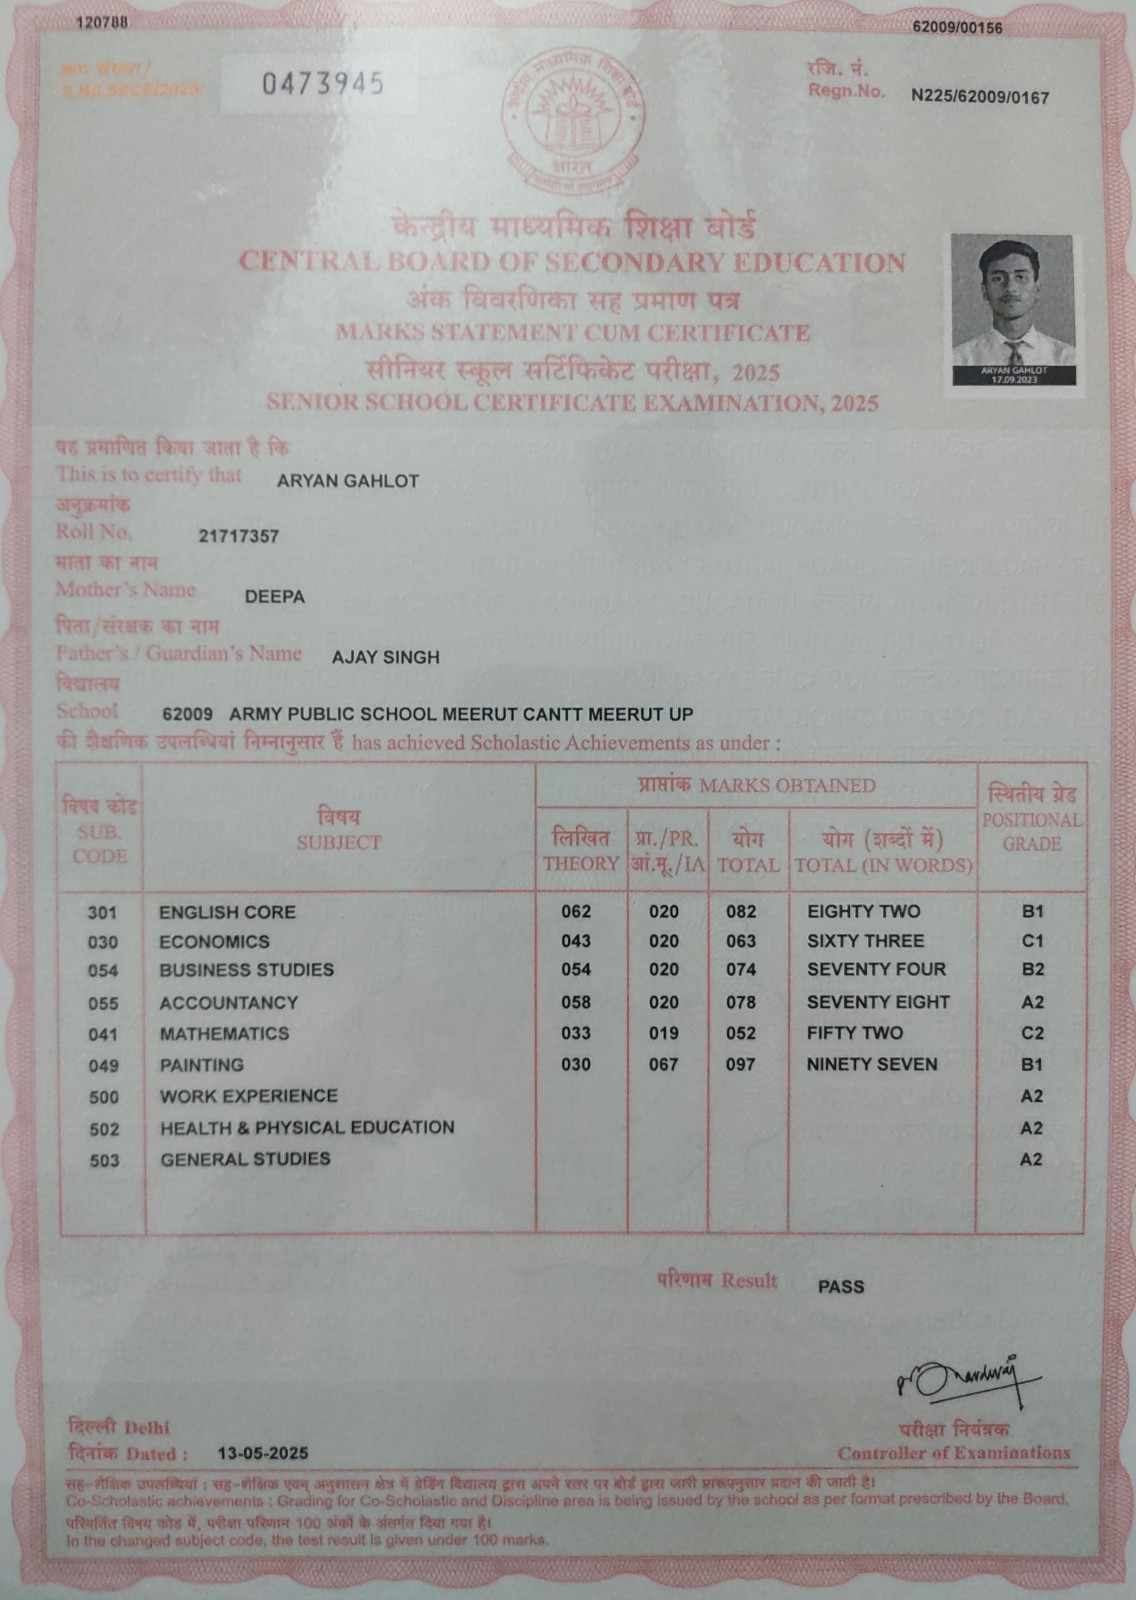 120788
62009/00156
क्रम संख्या/
S.No.SSCE/2025/
0473945
रजि. नं.
Regn.No. N225/62009/0167
भारत
केन्द्रीय माध्यमिक शिक्षा बोर्ड
CENTRAL BOARD OF SECONDARY EDUCATION
अंक विवरणिका सह प्रमाण पत्र
MARKS STATEMENT CUM CERTIFICATE
सीनियर स्कूल सर्टिफिकेट परीक्षा, 2025
SENIOR SCHOOL CERTIFICATE EXAMINATION, 2025
ARYAN GAHLOT
17.09.2023
यह प्रमाणित किया जाता है कि
This is to certify that ARYAN GAHLOT
अनुक्रमांक
Roll No. 21717357
माता का नाम
Mother's Name DEEPA
पिता/संरक्षक का नाम
Father's / Guardian's Name AJAY SINGH
विद्यालय
School 62009 ARMY PUBLIC SCHOOL MEERUT CANTT MEERUT UP
की शैक्षणिक उपलब्धियां निम्नानुसार हैं has achieved Scholastic Achievements as under :
विषय कोड SUB. CODE
विषय SUBJECT
प्राप्तांक MARKS OBTAINED
स्थितीय ग्रेड POSITIONAL GRADE
लिखित प्रा./PR. योग योग (शब्दों में)
THEORY आं.मू./IA TOTAL TOTAL (IN WORDS)
301 ENGLISH CORE 062 020 082 EIGHTY TWO B1
030 ECONOMICS 043 020 063 SIXTY THREE C1
054 BUSINESS STUDIES 054 020 074 SEVENTY FOUR B2
055 ACCOUNTANCY 058 020 078 SEVENTY EIGHT A2
041 MATHEMATICS 033 019 052 FIFTY TWO C2
049 PAINTING 030 067 097 NINETY SEVEN B1
500 WORK EXPERIENCE A2
502 HEALTH & PHYSICAL EDUCATION A2
503 GENERAL STUDIES A2
परिणाम Result PASS
दिल्ली Delhi
दिनांक Dated : 13-05-2025
परीक्षा नियंत्रक
Controller of Examinations
सह-शैक्षिक उपलब्धियां : सह-शैक्षिक एवम् अनुशासन क्षेत्र में ग्रेडिंग विद्यालय द्वारा अपने स्तर पर बोर्ड द्वारा जारी प्रारूपनुसार प्रदान की जाती है।
Co-Scholastic achievements : Grading for Co-Scholastic and Discipline area is being issued by the school as per format prescribed by the Board.
परिवर्तित विषय कोड में, परीक्षा परिणाम 100 अंकों के अंतर्गत दिया गया है।
In the changed subject code, the test result is given under 100 marks.